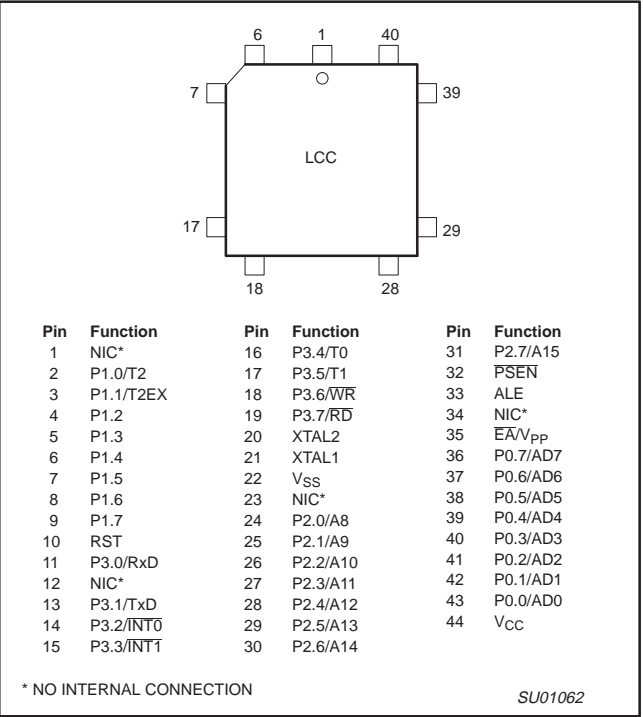 6 1 40
7 39
LCC
17 29
18 28
Pin Function Pin Function Pin Function
1 NIC* 16 P3.4/T0 31 P2.7/A15
2 P1.0/T2 17 P3.5/T1 32 P̅S̅E̅N̅
3 P1.1/T2EX 18 P3.6/W̅R̅ 33 ALE
4 P1.2 19 P3.7/R̅D̅ 34 NIC*
5 P1.3 20 XTAL2 35 E̅A̅/VPP
6 P1.4 21 XTAL1 36 P0.7/AD7
7 P1.5 22 VSS 37 P0.6/AD6
8 P1.6 23 NIC* 38 P0.5/AD5
9 P1.7 24 P2.0/A8 39 P0.4/AD4
10 RST 25 P2.1/A9 40 P0.3/AD3
11 P3.0/RxD 26 P2.2/A10 41 P0.2/AD2
12 NIC* 27 P2.3/A11 42 P0.1/AD1
13 P3.1/TxD 28 P2.4/A12 43 P0.0/AD0
14 P3.2/I̅N̅T̅0̅ 29 P2.5/A13 44 VCC
15 P3.3/I̅N̅T̅1̅ 30 P2.6/A14
* NO INTERNAL CONNECTION
SU01062